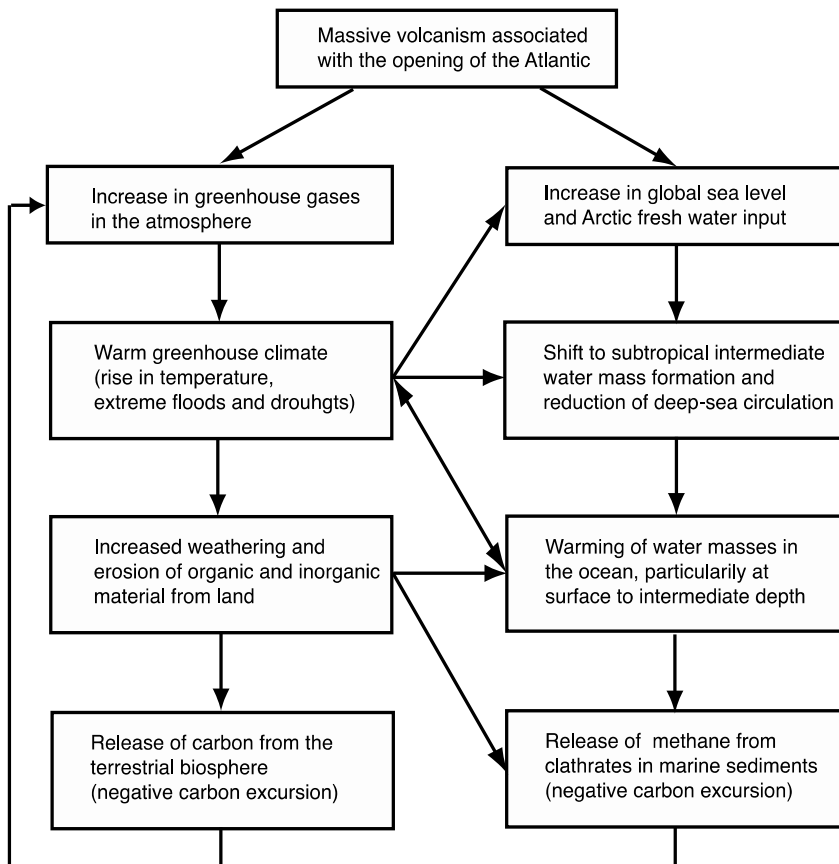 Massive volcanism associated
with the opening of the Atlantic
Increase in greenhouse gases
in the atmosphere
Increase in global sea level
and Arctic fresh water input
Warm greenhouse climate
(rise in temperature,
extreme floods and drouhgts)
Shift to subtropical intermediate
water mass formation and
reduction of deep-sea circulation
Increased weathering and
erosion of organic and inorganic
material from land
Warming of water masses in
the ocean, particularily at
surface to intermediate depth
Release of carbon from the
terrestrial biosphere
(negative carbon excursion)
Release of methane from
clathrates in marine sediments
(negative carbon excursion)